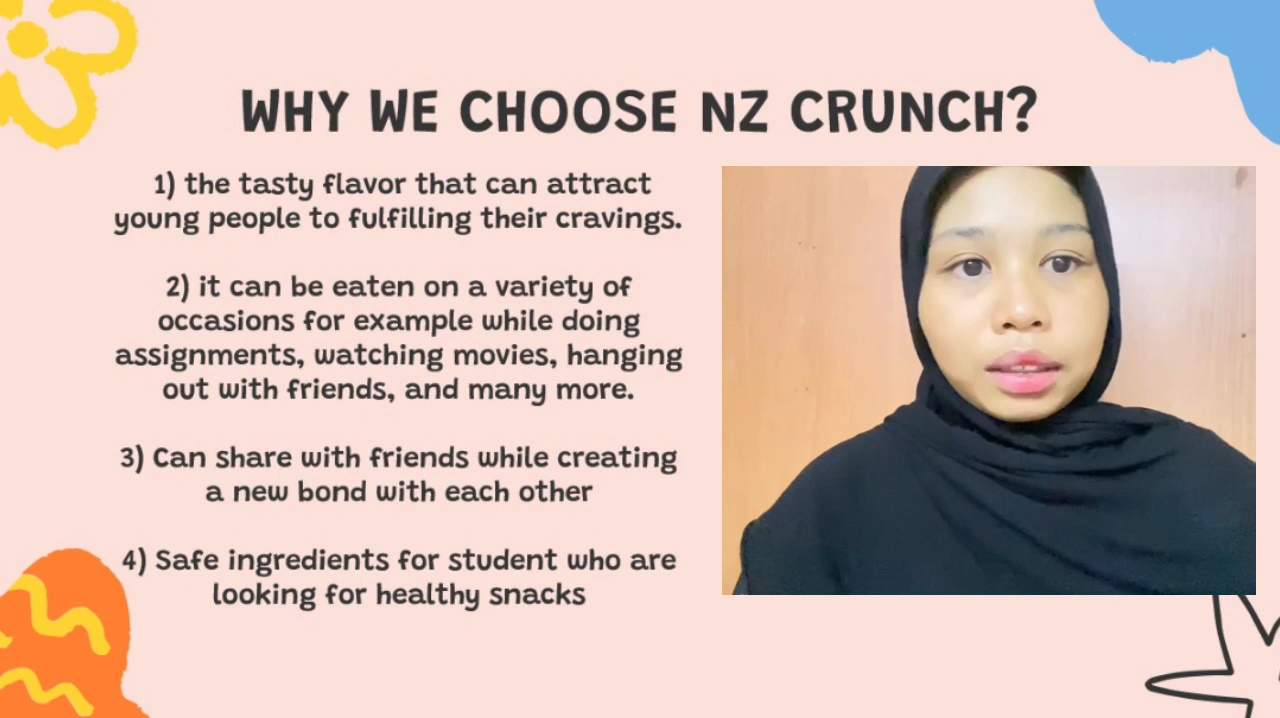 WHY WE CHOOSE NZ CRUNCH?
1) the tasty flavor that can attract
young people to fulfilling their cravings.
2) it can be eaten on a variety of
occasions for example while doing
assignments, watching movies, hanging
out with friends, and many more.
3) Can share with friends while creating
a new bond with each other
4) Safe ingredients for student who are
looking for healthy snacks